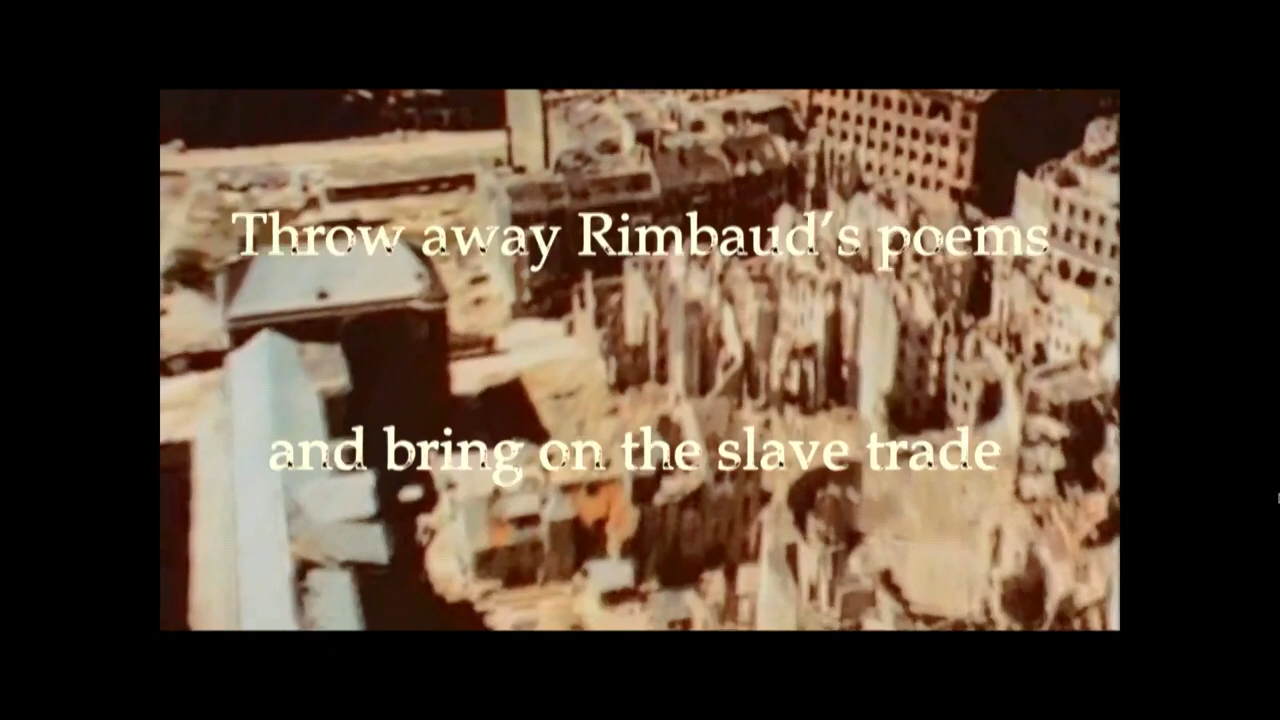 Throw away Rimbaud’s poems
and bring on the slave trade